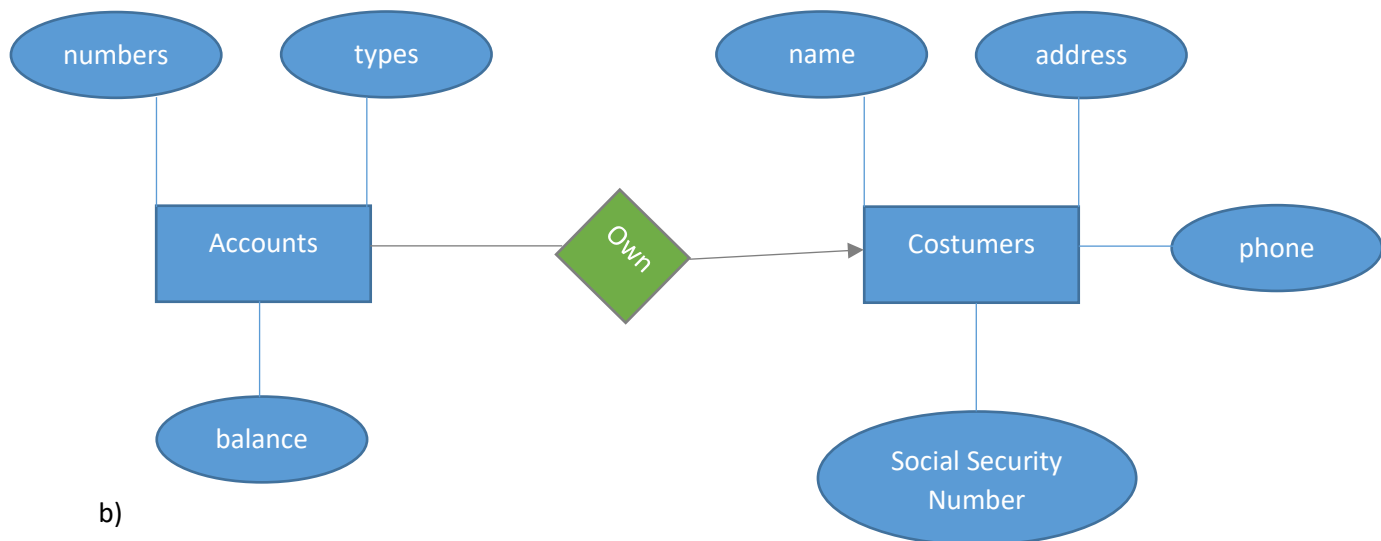 numbers
types
name
address
Accounts
Own
Costumers
phone
balance
Social Security
Number
b)